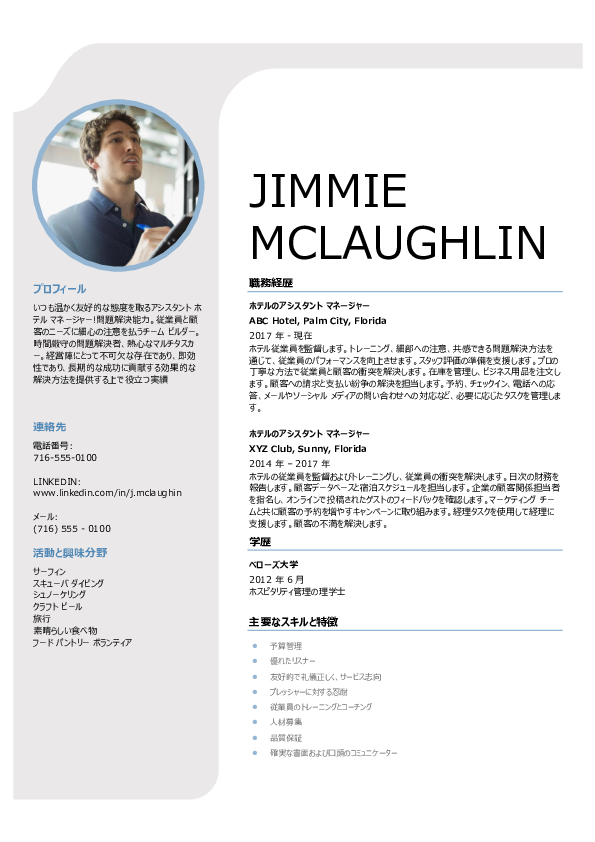 JIMMIE
MCLAUGHLIN
プロフィール
いつも温かく友好的な態度を取るアシスタント ホ
テル マネージャー!問題解決能力。従業員と顧
客のニーズに細心の注意を払うチーム ビルダー。
時間厳守の問題解決者、熱心なマルチタスカ
ー。経営陣にとって不可欠な存在であり、即効
性であり、長期的な成功に貢献する効果的な
解決方法を提供する上で役立つ実績
連絡先
電話番号:
716-555-0100
LINKEDIN:
www.linkedin.com/in/j.mclaughin
メール:
(716) 555 - 0100
活動と興味分野
サーフィン
スキューバ ダイビング
シュノーケリング
クラフト ビール
旅行
素晴らしい食べ物
フード パントリー ボランティア
職務経歴
ホテルのアシスタント マネージャー
ABC Hotel, Palm City, Florida
2017 年 - 現在
ホテル従業員を監督します。トレーニング、細部への注意、共感できる問題解決方法を
通じて、従業員のパフォーマンスを向上させます。スタッフ評価の準備をします。プロの
丁寧な方法で従業員と顧客の衝突を解決します。在庫を管理し、ビジネス用品を注文し
ます。顧客への請求と支払い紛争の解決を担当します。予約、チェックイン、電話への応
答、メールやソーシャル メディアの問い合わせへの対応など、必要に応じたタスクを管理しま
す。
ホテルのアシスタント マネージャー
XYZ Club, Sunny, Florida
2014 年 – 2017 年
ホテルの従業員を監督およびトレーニングし、従業員の衝突を解決します。日次の財務を
報告します。顧客データベースと宿泊スケジュールを担当します。企業の顧客関係担当者
を指名し、オンラインで投稿されたゲストのフィードバックを確認します。マーケティング チー
ムと共に顧客の予約を増やすキャンペーンに取り組みます。経理タスクを使用して経理に
支援します。顧客の不満を解決します。
学歴
ベローズ大学
2012 年 6 月
ホスピタリティ管理の理学士
主要なスキルと特徴
予算管理
優れたリスナー
友好的で礼儀正しく、サービス志向
プレッシャーに対する忍耐
従業員のトレーニングとコーチング
人材募集
品質保証
確実な書面および口頭のコミュニケーター